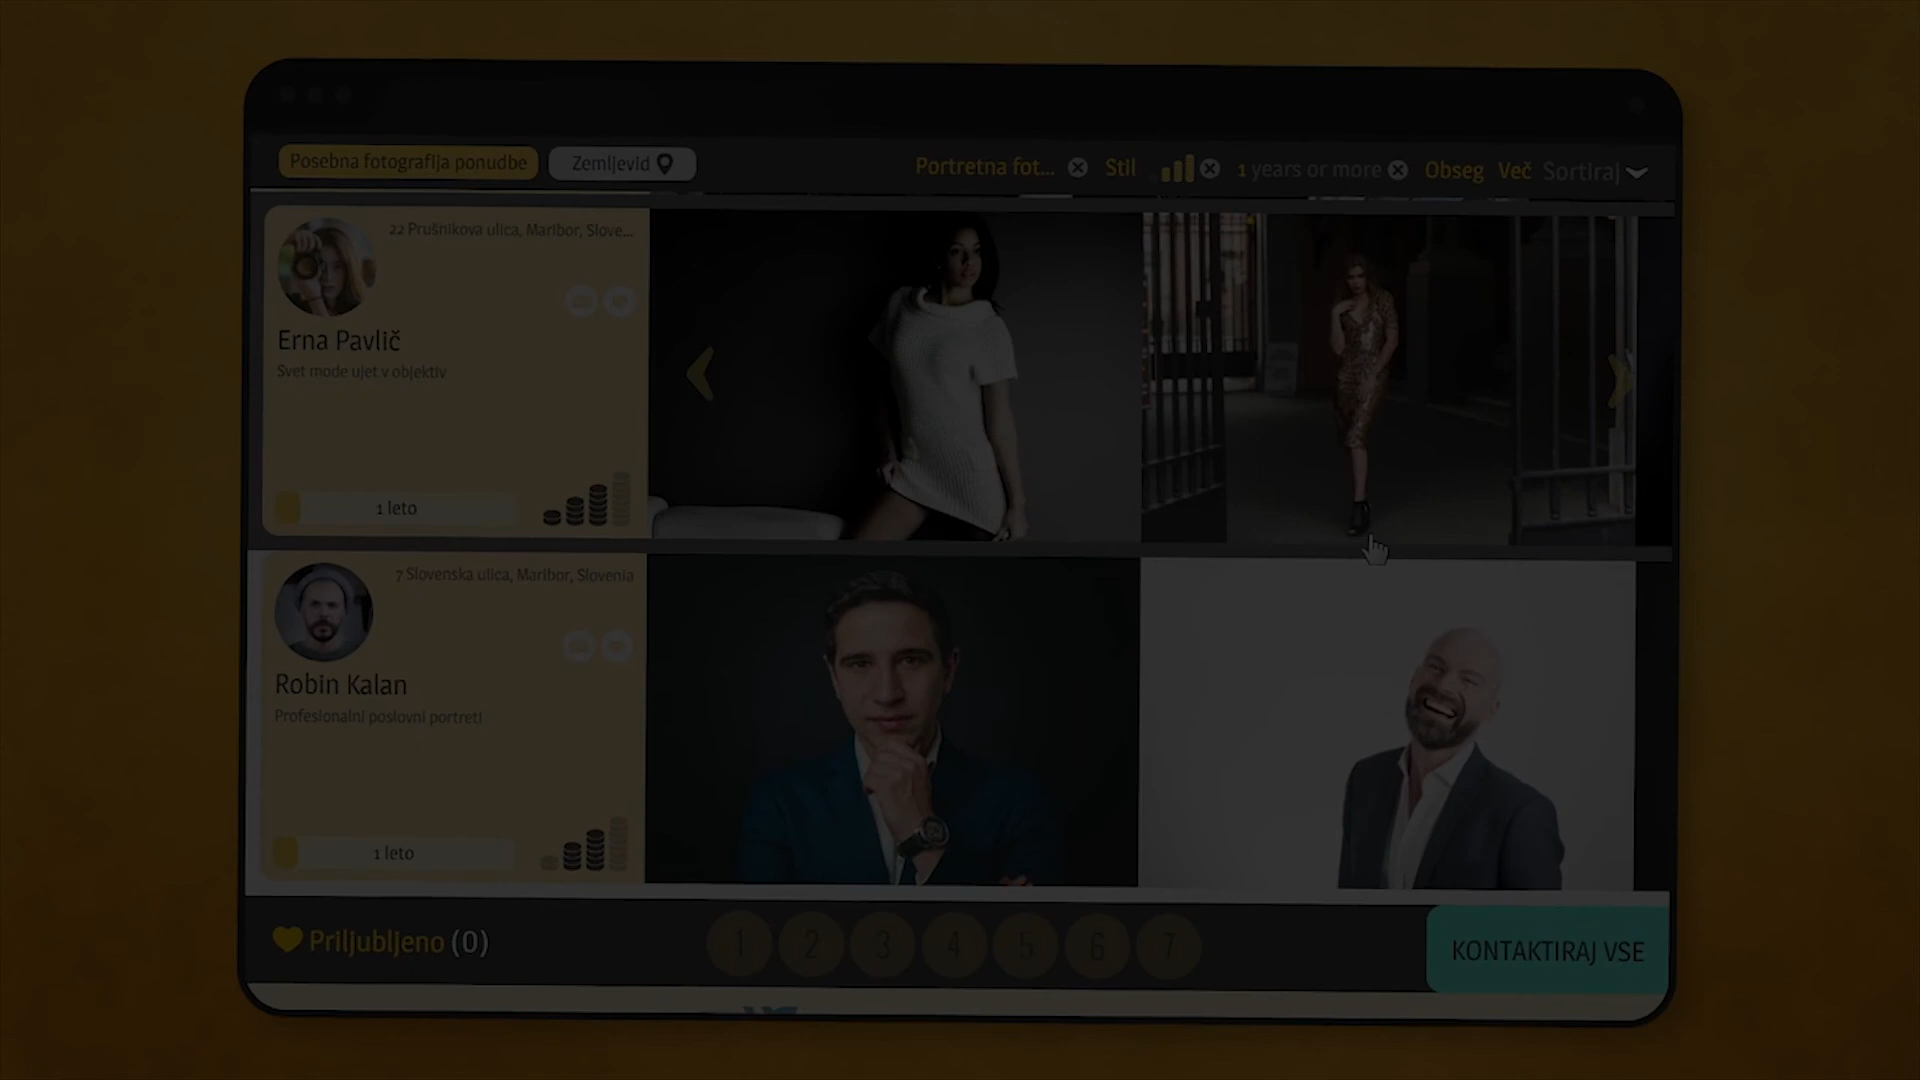 Posebna fotografija ponudbe
Zemljevid
Portretna fot...
Stil
1 years or more
Obseg
Več
Sortiraj
22 Prušnikova ulica, Maribor, Slove...
Erna Pavlič
Svet mode ujet v objektiv
1 leto
7 Slovenska ulica, Maribor, Slovenia
Robin Kalan
Profesionalni poslovni portreti
1 leto
Priljubljeno (0)
1 2 3 4 5 6 7
KONTAKTIRAJ VSE